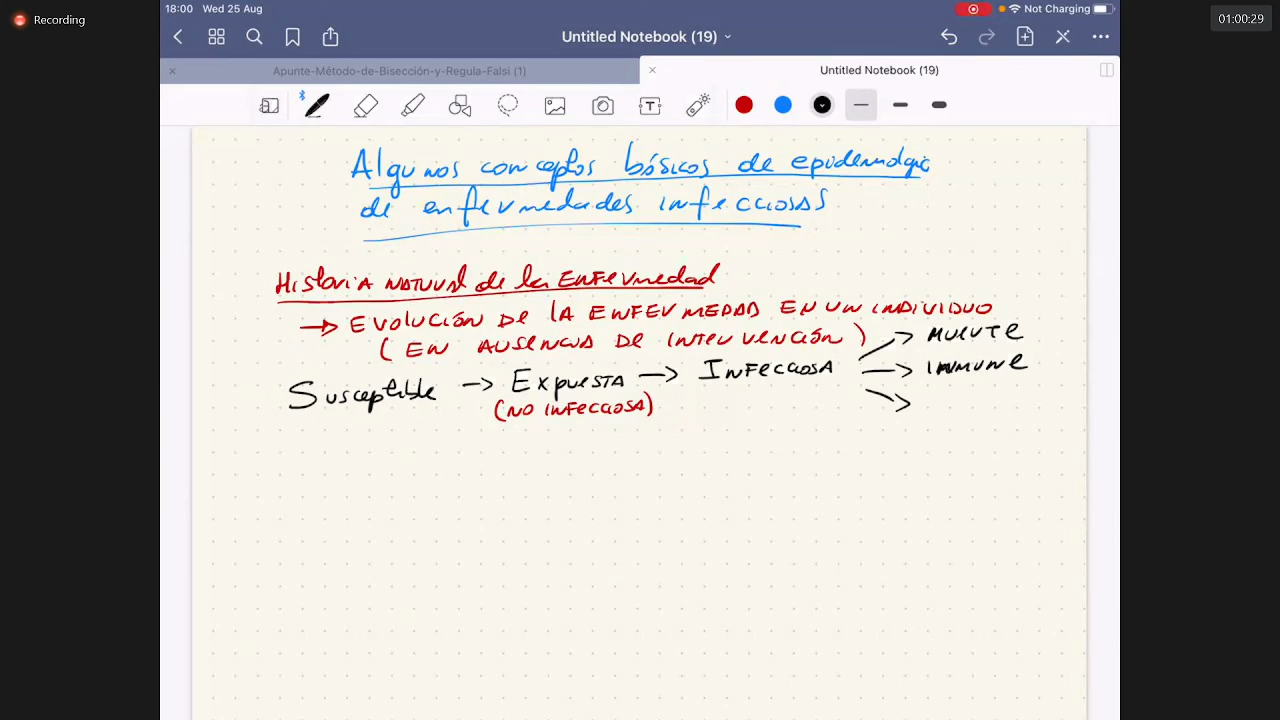 Recording
18:00 Wed 25 Aug
Not Charging
01:00:29
Untitled Notebook (19)
Apunte-Método-de-Bisección-y-Regula-Falsi (1)
Untitled Notebook (19)
Algunos conceptos básicos de epidemiologia
de enfermedades infecciosas
Historia natural de la Enfermedad
→ EVOLUCIÓN DE LA ENFERMEDAD EN UN INDIVIDUO
(EN AUSENCIA DE INTERVENCIÓN)
Susceptible → EXPUESTA → INFECCIOSA → MUERTE
(NO INFECCIOSA) → INMUNE
→